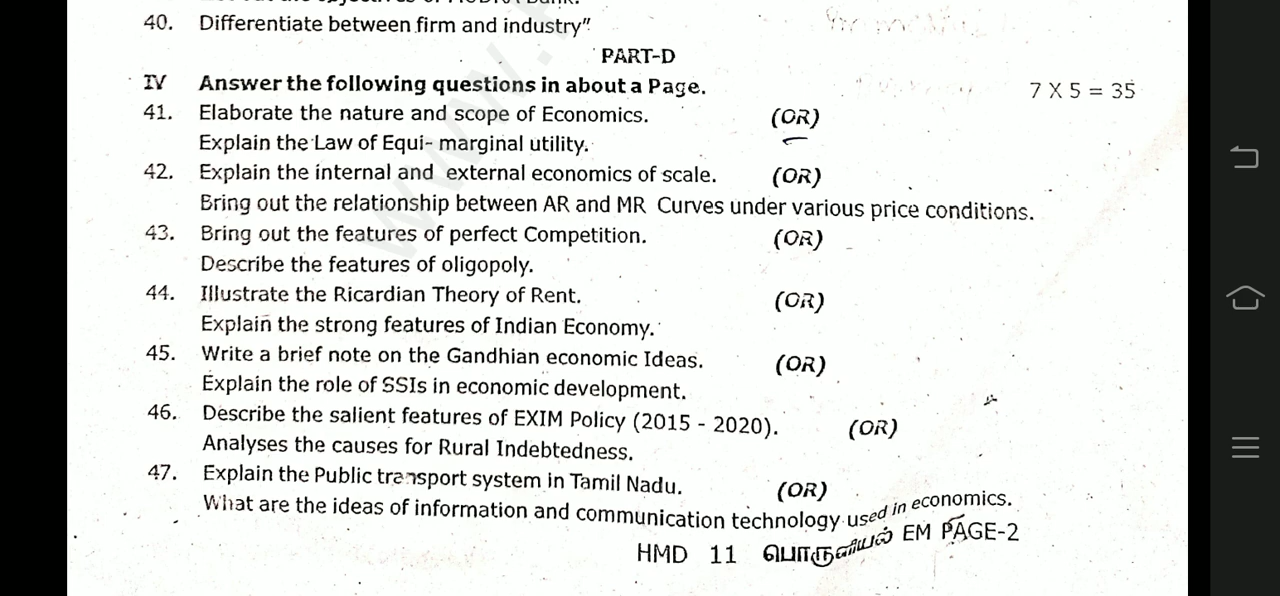 40. Differentiate between firm and industry"
PART-D
IV Answer the following questions in about a Page. 7 X 5 = 35
41. Elaborate the nature and scope of Economics. (OR)
Explain the Law of Equi- marginal utility.
42. Explain the internal and external economics of scale. (OR)
Bring out the relationship between AR and MR Curves under various price conditions.
43. Bring out the features of perfect Competition. (OR)
Describe the features of oligopoly.
44. Illustrate the Ricardian Theory of Rent. (OR)
Explain the strong features of Indian Economy.
45. Write a brief note on the Gandhian economic Ideas. (OR)
Explain the role of SSIs in economic development.
46. Describe the salient features of EXIM Policy (2015 - 2020). (OR)
Analyses the causes for Rural Indebtedness.
47. Explain the Public transport system in Tamil Nadu. (OR)
What are the ideas of information and communication technology used in economics.
HMD 11 பொருளியல் EM PAGE-2